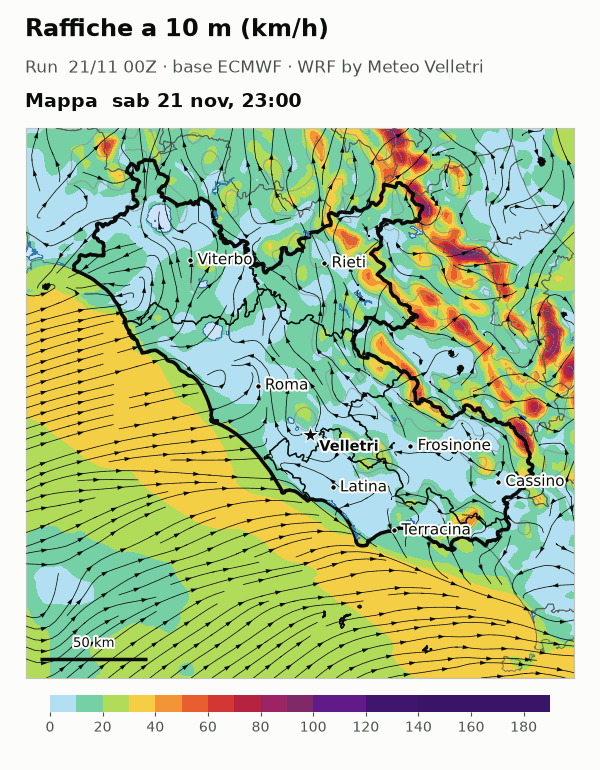 Raffiche a 10 m (km/h)
Run 21/11 00Z · base ECMWF · WRF by Meteo Velletri
Mappa sab 21 nov, 23:00
Viterbo
Rieti
Roma
Velletri
Frosinone
Latina
Cassino
Terracina
50 km
0 20 40 60 80 100 120 140 160 180